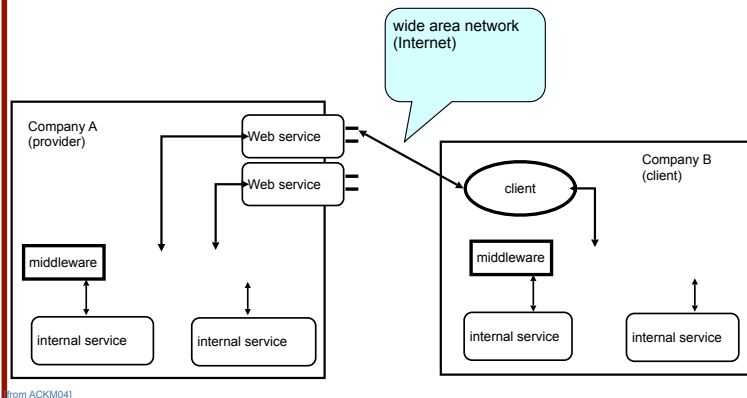 wide area network
(Internet)
Company A
(provider)
Web service
Web service
Company B
(client)
client
middleware
middleware
internal service
internal service
internal service
internal service
from ACKM04]